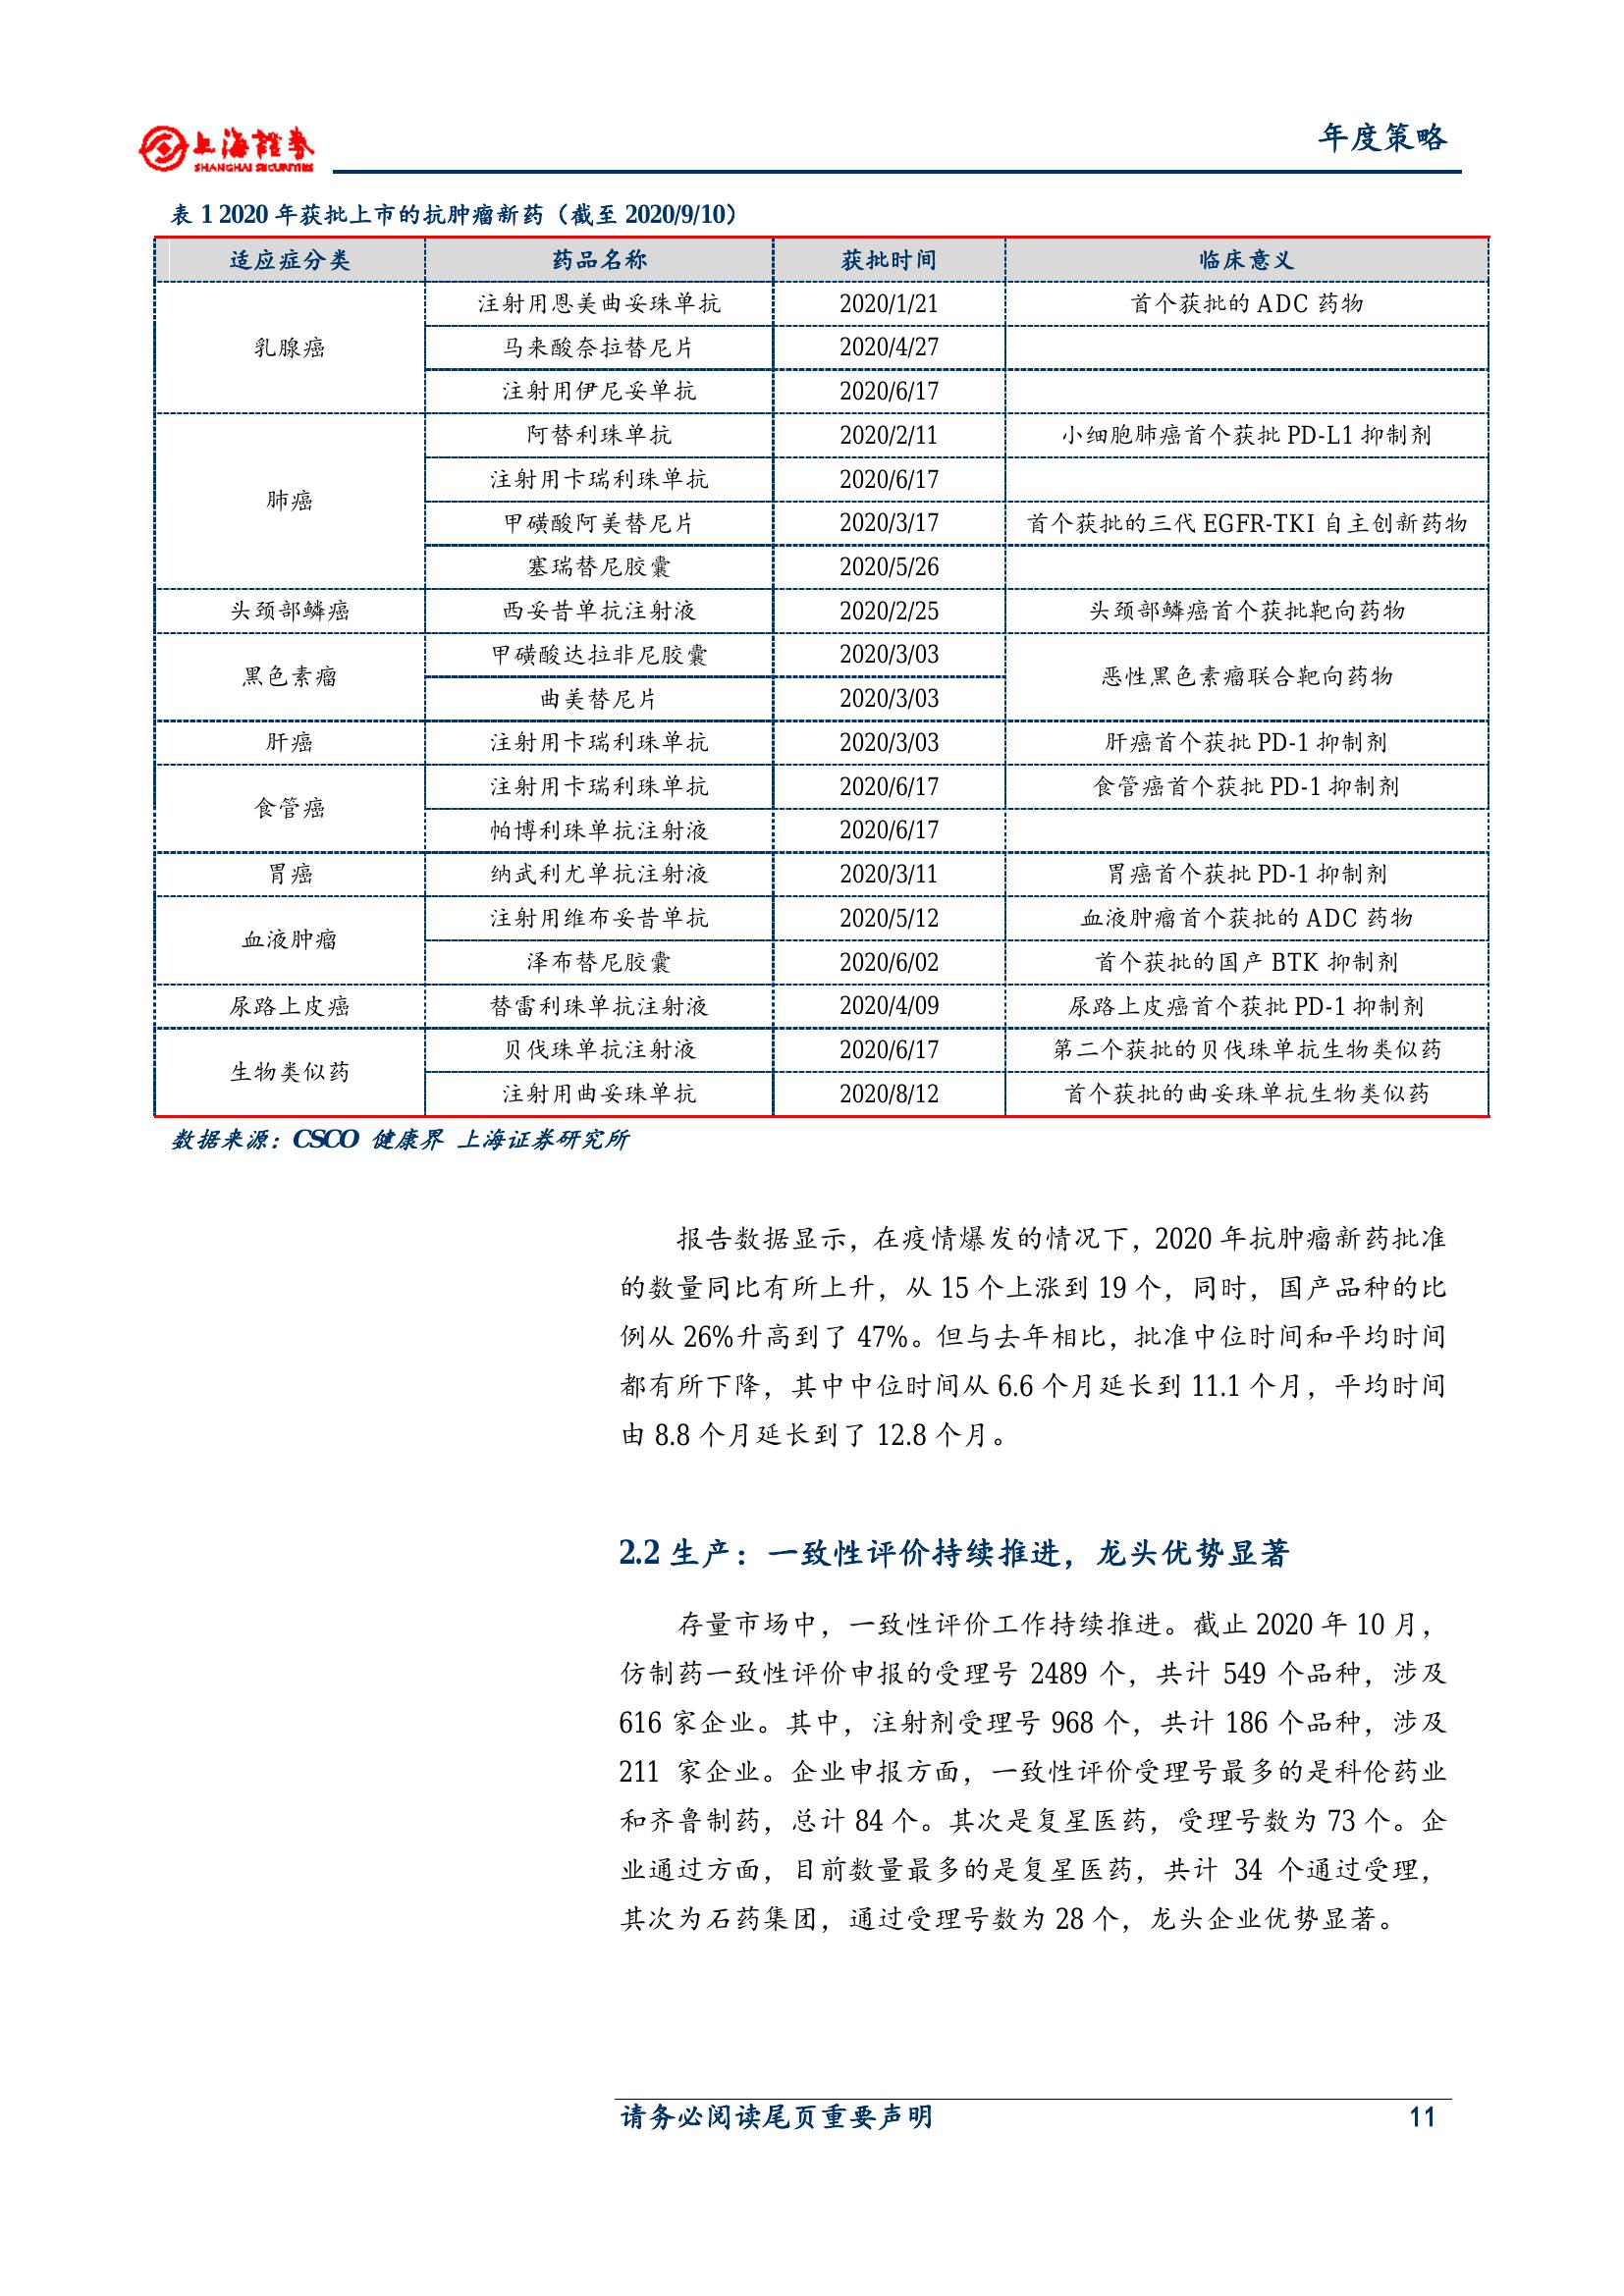 上海證券
SHANGHAI SECURITIES
年度策略
表 1 2020 年获批上市的抗肿瘤新药（截至 2020/9/10）
适应症分类 药品名称 获批时间 临床意义
乳腺癌 注射用恩美曲妥珠单抗 2020/1/21 首个获批的 ADC 药物
马来酸奈拉替尼片 2020/4/27
注射用伊尼妥单抗 2020/6/17
肺癌 阿替利珠单抗 2020/2/11 小细胞肺癌首个获批 PD-L1 抑制剂
注射用卡瑞利珠单抗 2020/6/17
甲磺酸阿美替尼片 2020/3/17 首个获批的三代 EGFR-TKI 自主创新药物
塞瑞替尼胶囊 2020/5/26
头颈部鳞癌 西妥昔单抗注射液 2020/2/25 头颈部鳞癌首个获批靶向药物
黑色素瘤 甲磺酸达拉非尼胶囊 2020/3/03 恶性黑色素瘤联合靶向药物
曲美替尼片 2020/3/03
肝癌 注射用卡瑞利珠单抗 2020/3/03 肝癌首个获批 PD-1 抑制剂
食管癌 注射用卡瑞利珠单抗 2020/6/17 食管癌首个获批 PD-1 抑制剂
帕博利珠单抗注射液 2020/6/17
胃癌 纳武利尤单抗注射液 2020/3/11 胃癌首个获批 PD-1 抑制剂
血液肿瘤 注射用维布妥昔单抗 2020/5/12 血液肿瘤首个获批的 ADC 药物
泽布替尼胶囊 2020/6/02 首个获批的国产 BTK 抑制剂
尿路上皮癌 替雷利珠单抗注射液 2020/4/09 尿路上皮癌首个获批 PD-1 抑制剂
生物类似药 贝伐珠单抗注射液 2020/6/17 第二个获批的贝伐珠单抗生物类似药
注射用曲妥珠单抗 2020/8/12 首个获批的曲妥珠单抗生物类似药
数据来源：CSCO 健康界 上海证券研究所
报告数据显示，在疫情爆发的情况下，2020 年抗肿瘤新药批准
的数量同比有所上升，从 15 个上涨到 19 个，同时，国产品种的比
例从 26%升高到了 47%。但与去年相比，批准中位时间和平均时间
都有所下降，其中中位时间从 6.6 个月延长到 11.1 个月，平均时间
由 8.8 个月延长到了 12.8 个月。
2.2 生产：一致性评价持续推进，龙头优势显著
存量市场中，一致性评价工作持续推进。截止 2020 年 10 月，
仿制药一致性评价申报的受理号 2489 个，共计 549 个品种，涉及
616 家企业。其中，注射剂受理号 968 个，共计 186 个品种，涉及
211 家企业。企业申报方面，一致性评价受理号最多的是科伦药业
和齐鲁制药，总计 84 个。其次是复星医药，受理号数为 73 个。企
业通过方面，目前数量最多的是复星医药，共计 34 个通过受理，
其次为石药集团，通过受理号数为 28 个，龙头企业优势显著。
请务必阅读尾页重要声明 11